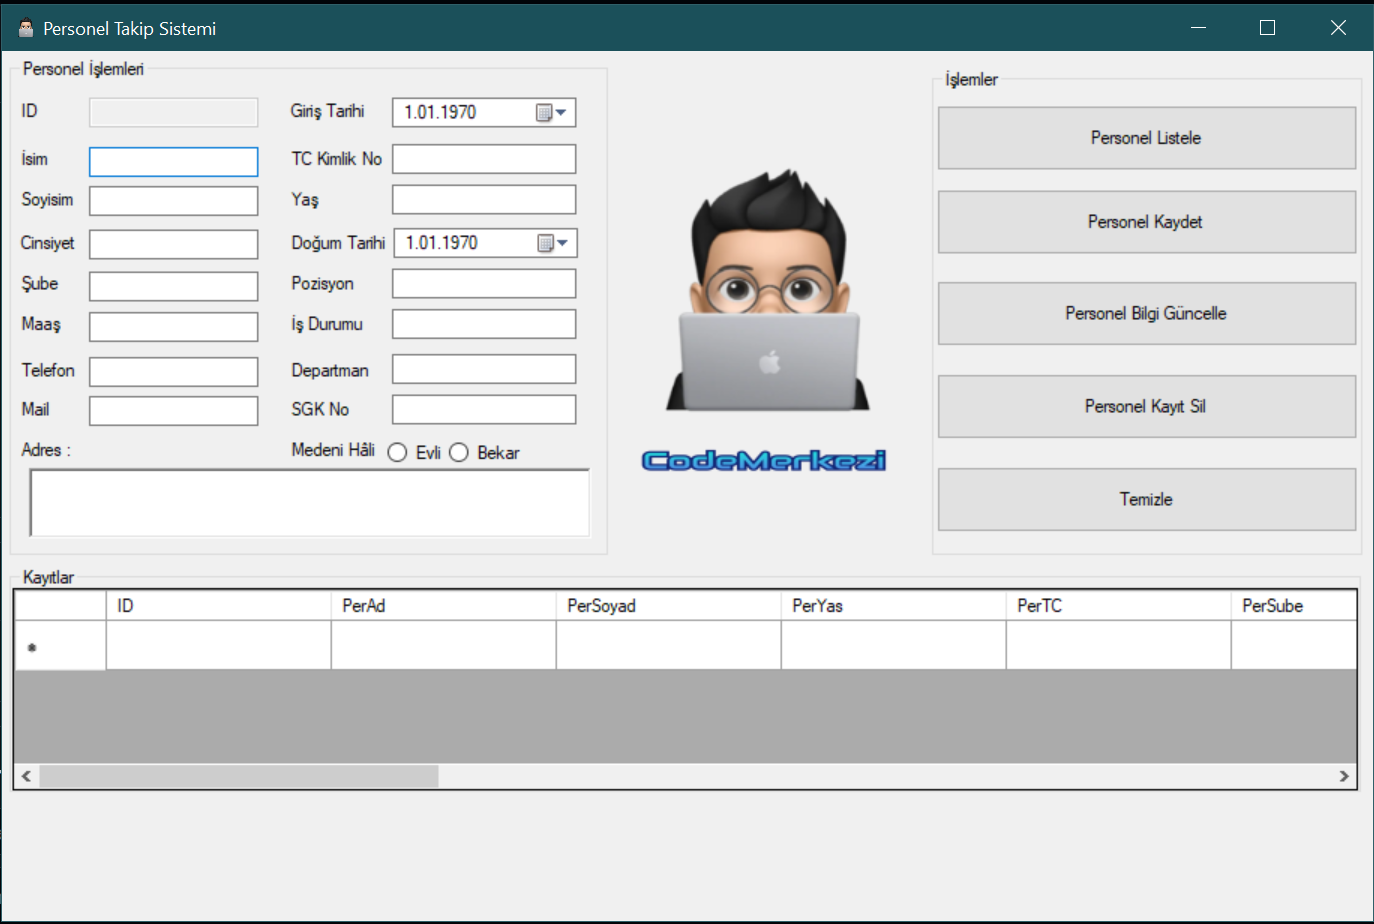 Personel Takip Sistemi
Personel İşlemleri
ID
Giriş Tarihi
1.01.1970
İsim
TC Kimlik No
Soyisim
Yaş
Cinsiyet
Doğum Tarihi
1.01.1970
Şube
Pozisyon
Maaş
İş Durumu
Telefon
Departman
Mail
SGK No
Adres :
Medeni Hâli
Evli
Bekar
CodeMerkezi
İşlemler
Personel Listele
Personel Kaydet
Personel Bilgi Güncelle
Personel Kayıt Sil
Temizle
Kayıtlar
ID PerAd PerSoyad PerYas PerTC PerSube